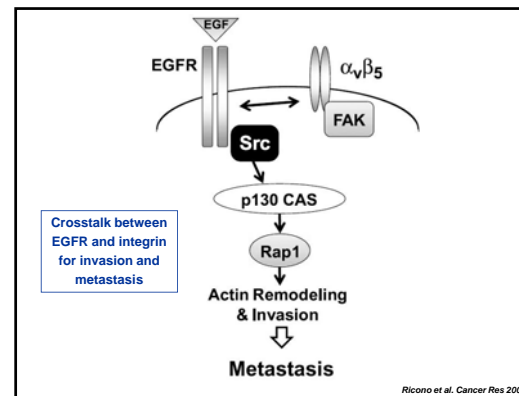 EGF
EGFR
αvβ5
FAK
Src
p130 CAS
Rap1
Crosstalk between
EGFR and integrin
for invasion and
metastasis
Actin Remodeling
& Invasion
Metastasis
Ricono et al. Cancer Res 200